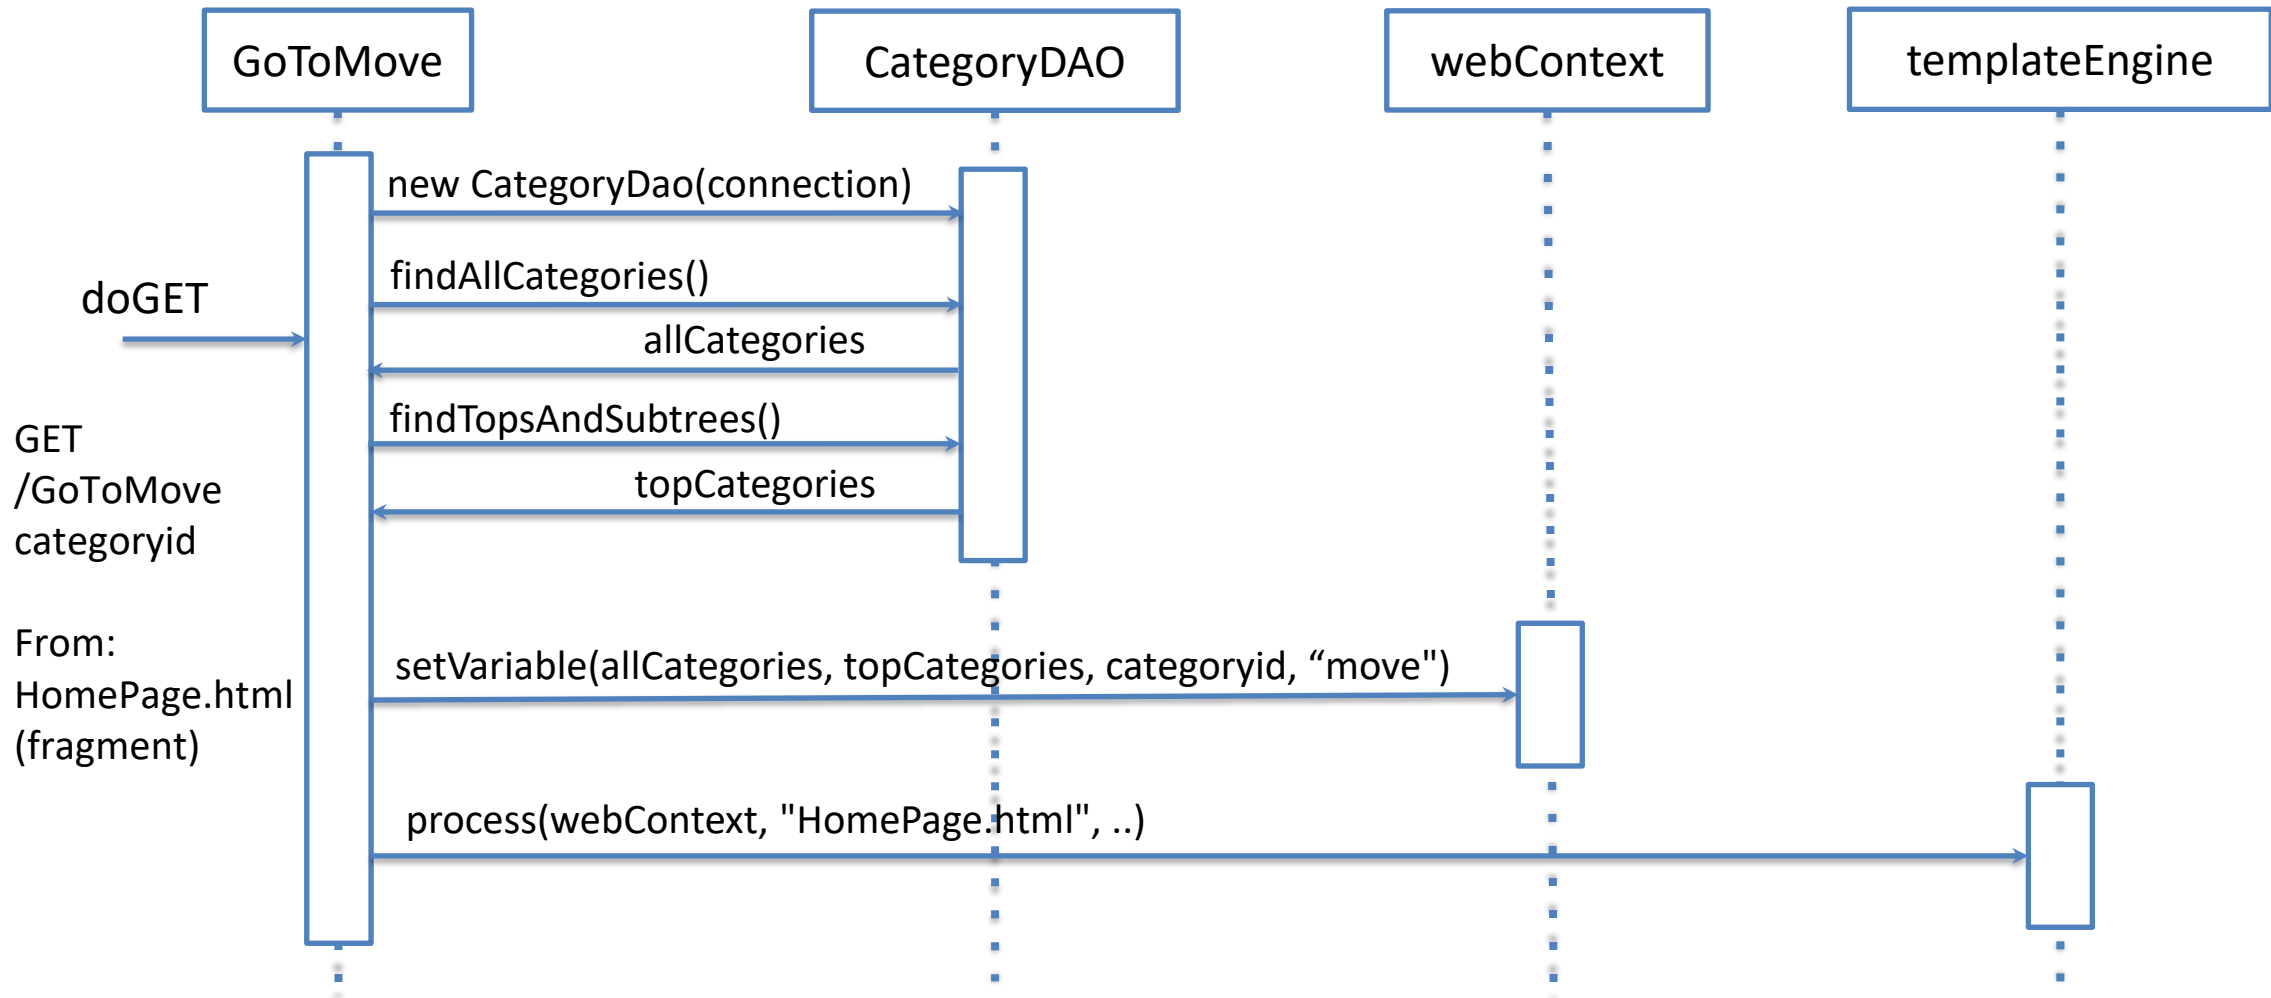 GoToMove
CategoryDAO
webContext
templateEngine
new CategoryDao(connection)
findAllCategories()
doGET
allCategories
findTopsAndSubtrees()
GET
/GoToMove
categoryid
topCategories
From:
HomePage.html
(fragment)
setVariable(allCategories, topCategories, categoryid, “move")
process(webContext, "HomePage.html", ..)